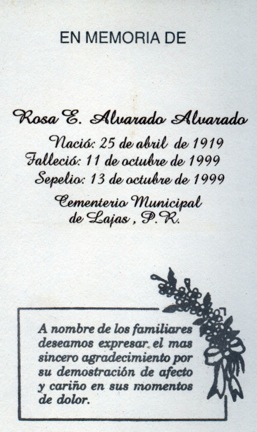 EN MEMORIA DE
Rosa E. Alvarado Alvarado
Nació: 25 de abril de 1919
Falleció: 11 de octubre de 1999
Sepelio: 13 de octubre de 1999
Cementerio Municipal
de Lajas, P.R.
A nombre de los familiares
deseamos expresar, el mas
sincero agradecimiento por
su demostración de afecto
y cariño en sus momentos
de dolor.